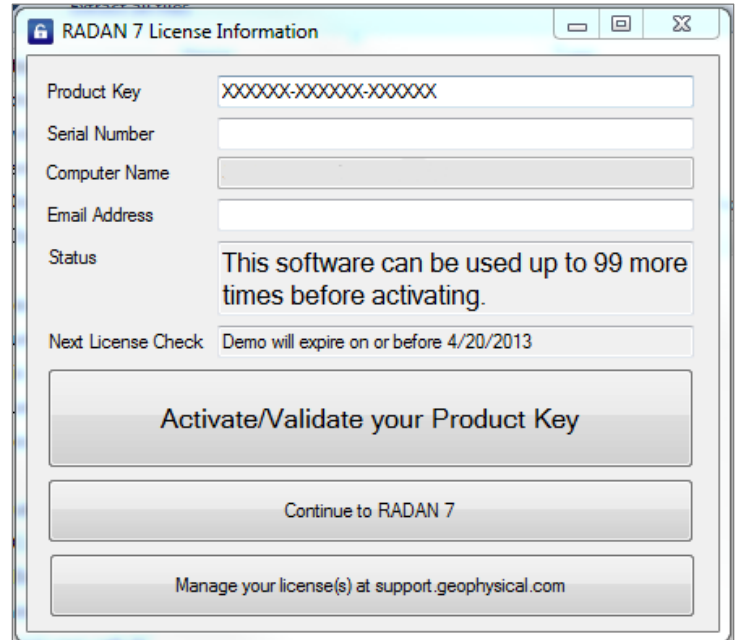 RADAN 7 License Information
Product Key XXXXXX-XXXXXX-XXXXXX
Serial Number
Computer Name
Email Address
Status This software can be used up to 99 more
times before activating.
Next License Check Demo will expire on or before 4/20/2013
Activate/Validate your Product Key
Continue to RADAN 7
Manage your license(s) at support.geophysical.com